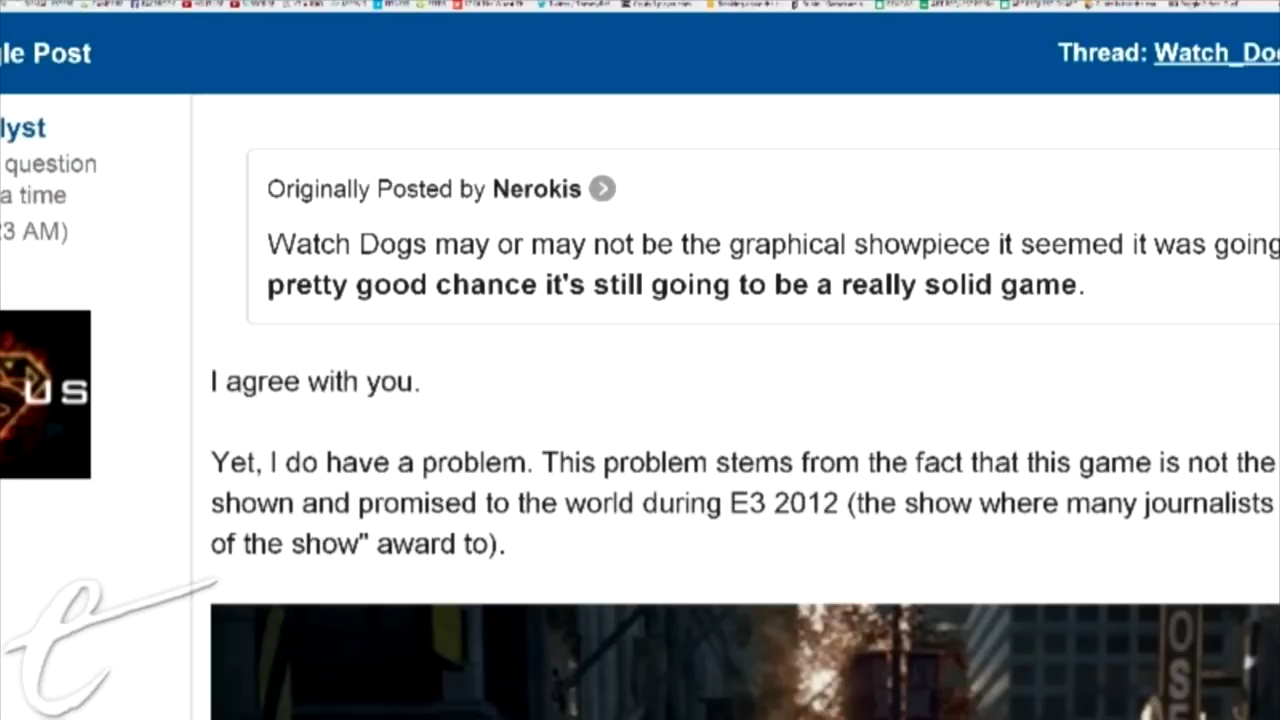 le Post
Thread: Watch_Do
lyst
question
a time
3 AM)
US
Originally Posted by Nerokis
Watch Dogs may or may not be the graphical showpiece it seemed it was going
pretty good chance it's still going to be a really solid game.
I agree with you.
Yet, I do have a problem. This problem stems from the fact that this game is not the
shown and promised to the world during E3 2012 (the show where many journalists
of the show" award to).
OS